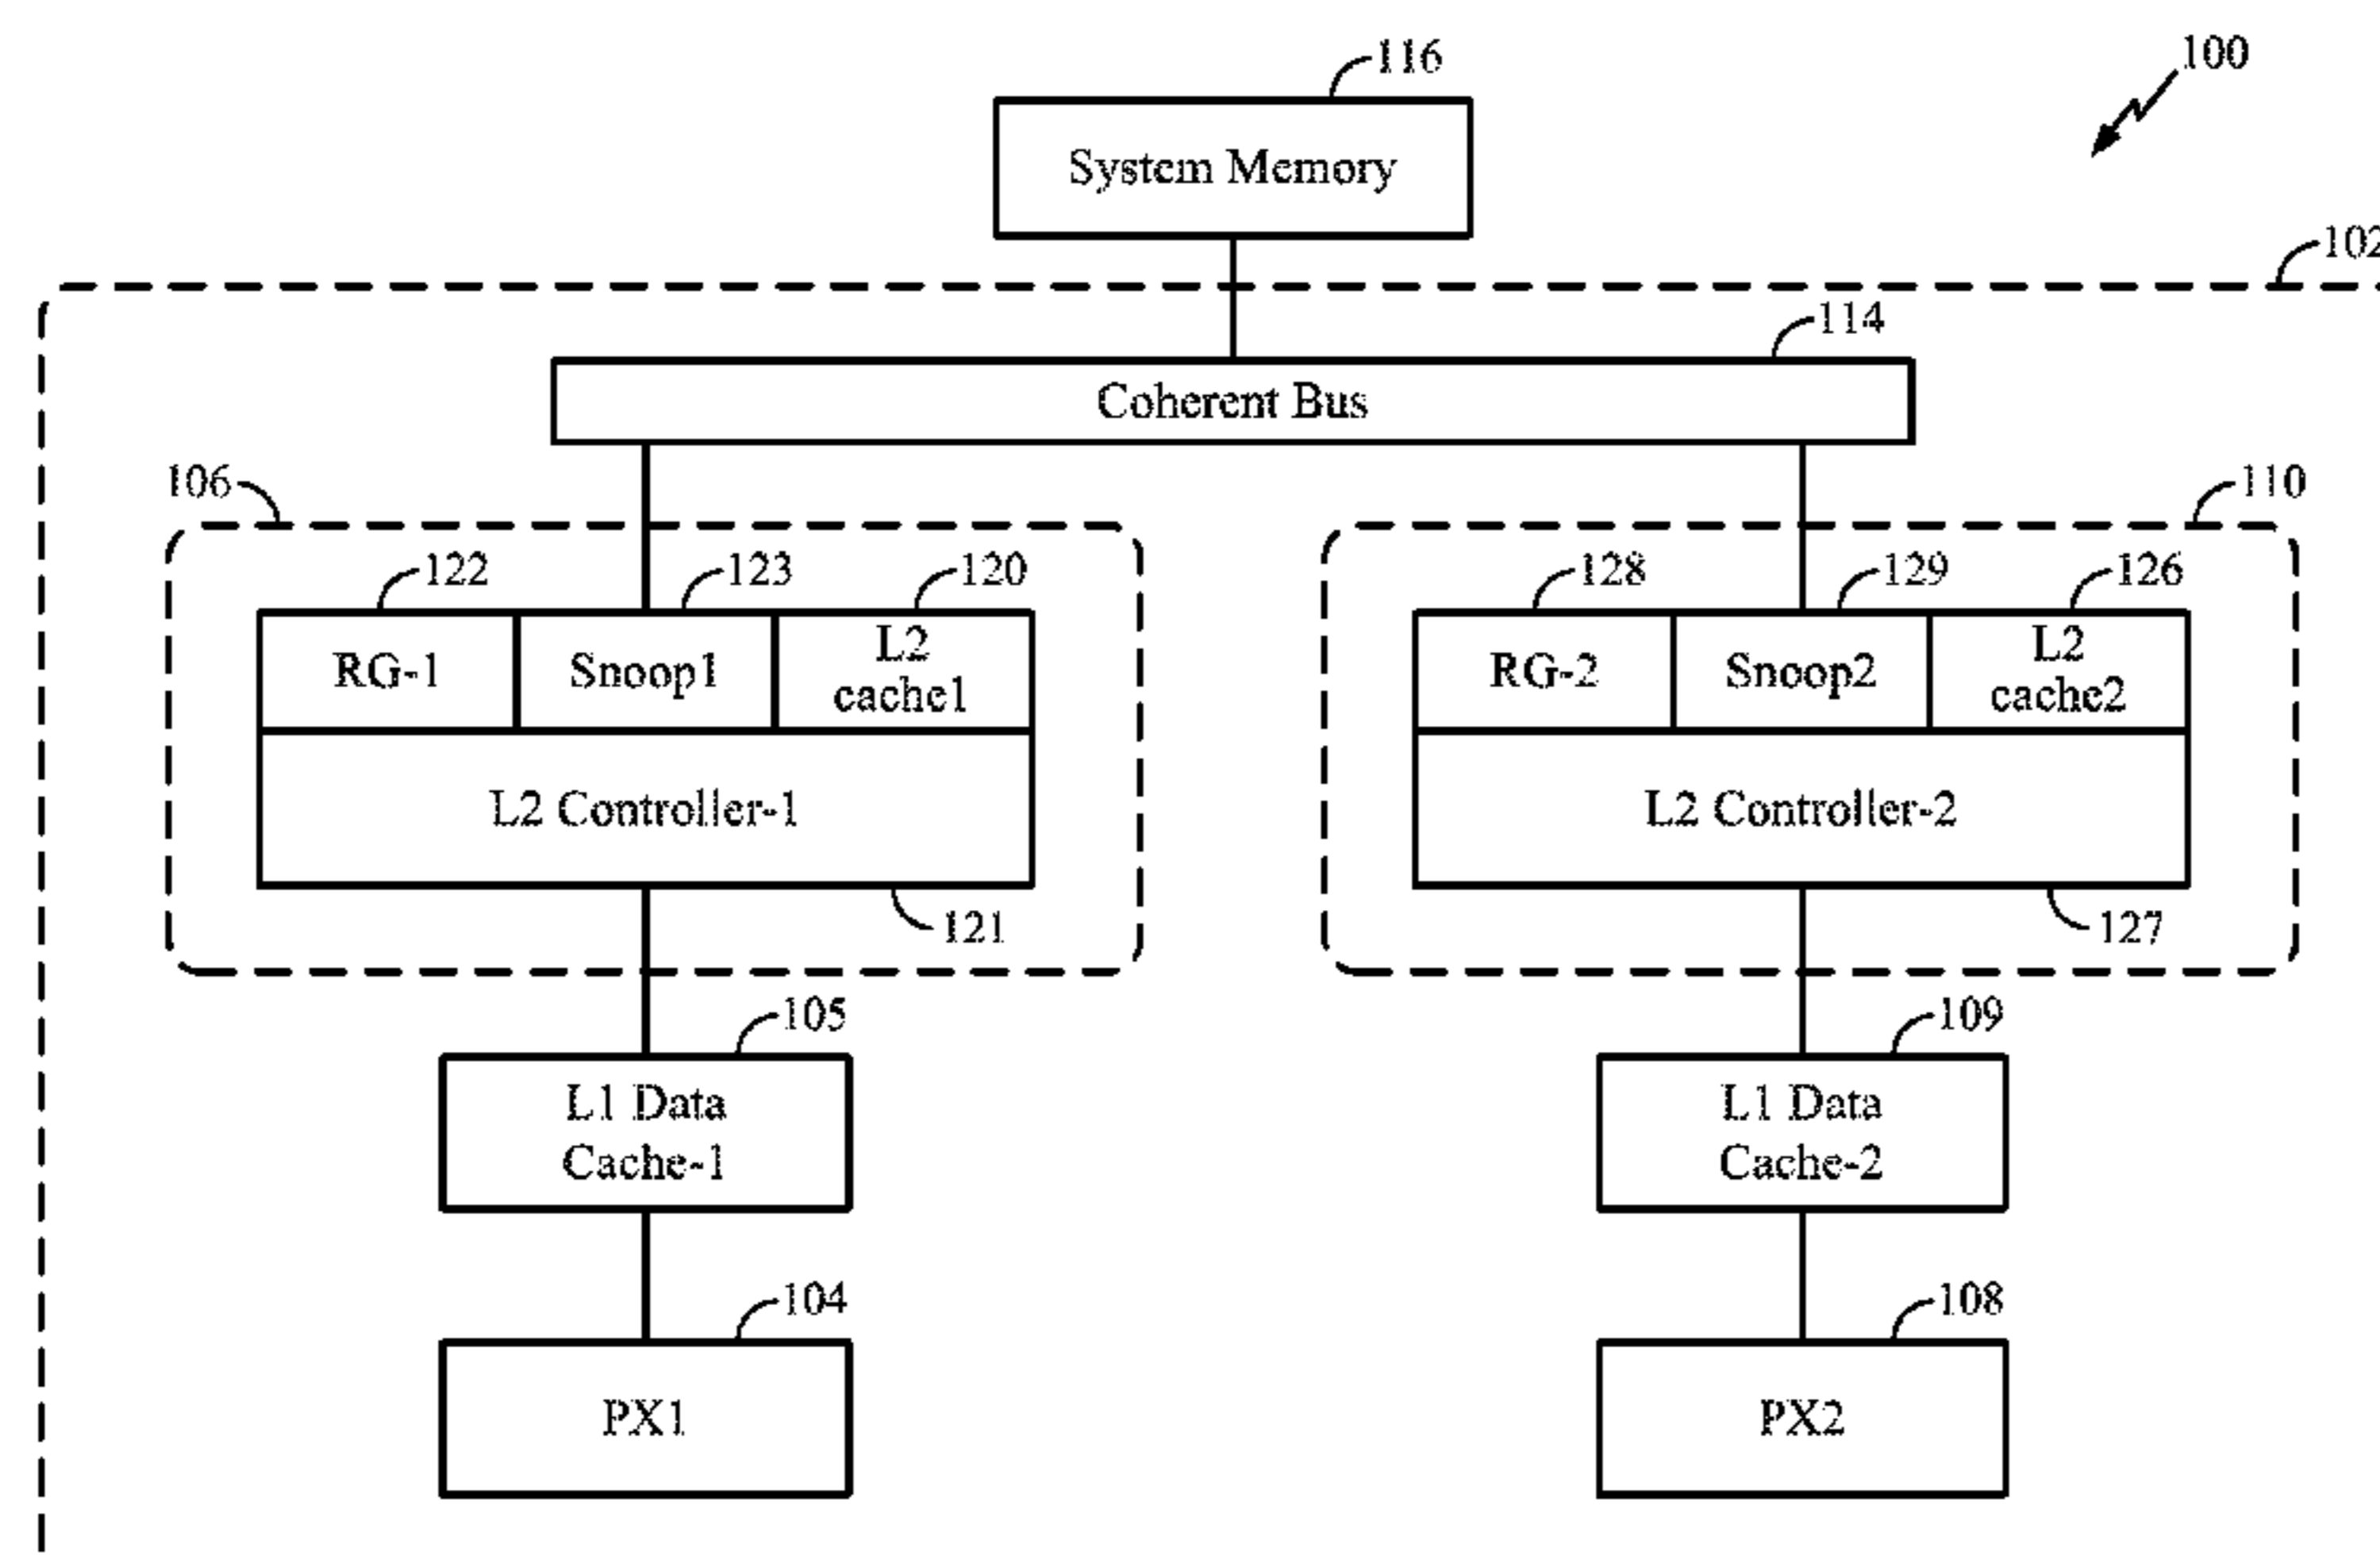 116
100
System Memory
102
114
Coherent Bus
106
110
122
123
120
128
129
126
RG-1
Snoop1
L2
cache1
RG-2
Snoop2
L2
cache2
L2 Controller-1
L2 Controller-2
121
127
105
109
L1 Data
Cache-1
L1 Data
Cache-2
104
108
PX1
PX2